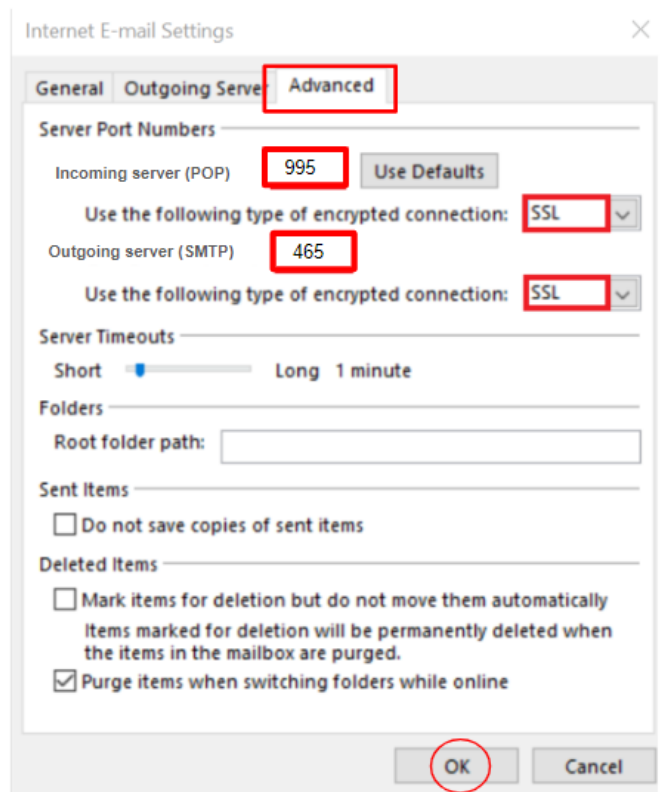 Internet E-mail Settings
General Outgoing Server Advanced
Server Port Numbers
Incoming server (POP) 995 Use Defaults
Use the following type of encrypted connection: SSL
Outgoing server (SMTP) 465
Use the following type of encrypted connection: SSL
Server Timeouts
Short Long 1 minute
Folders
Root folder path:
Sent Items
Do not save copies of sent items
Deleted Items
Mark items for deletion but do not move them automatically
Items marked for deletion will be permanently deleted when
the items in the mailbox are purged.
Purge items when switching folders while online
OK Cancel